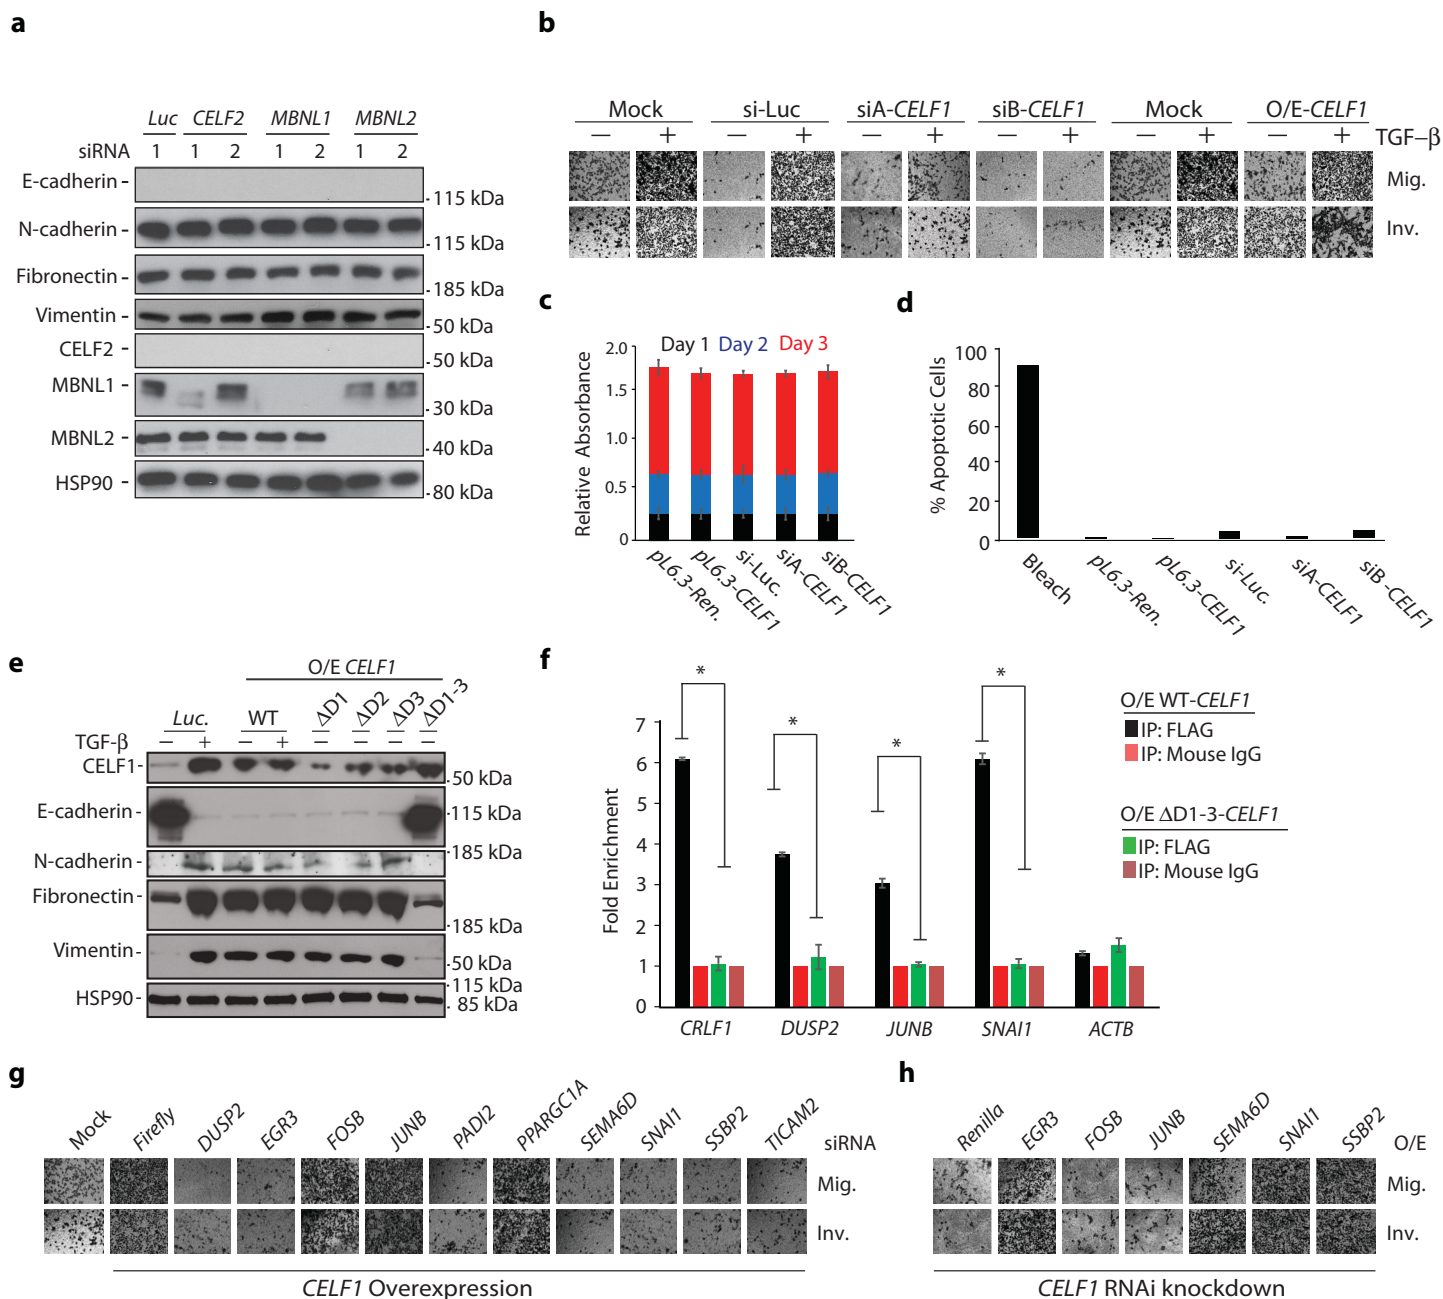 a
Luc CELF2 MBNL1 MBNL2
siRNA 1 1 2 1 2 1 2
E-cadherin -
- 115 kDa
N-cadherin -
- 115 kDa
Fibronectin -
- 185 kDa
Vimentin -
- 50 kDa
CELF2 -
- 50 kDa
MBNL1 -
- 30 kDa
MBNL2 -
- 40 kDa
HSP90 -
- 80 kDa
b
Mock si-Luc siA-CELF1 siB-CELF1 Mock O/E-CELF1
— + — + — + — + — + — + TGF–β
Mig.
Inv.
c
Relative Absorbance
2.0
1.5
1.0
0.5
0
Day 1 Day 2 Day 3
pL6.3-Ren. pL6.3-CELF1 si-Luc. siA-CELF1 siB-CELF1
d
% Apoptotic Cells
100
80
60
40
20
0
Bleach pL6.3-Ren. pL6.3-CELF1 si-Luc. siA-CELF1 siB-CELF1
e
O/E CELF1
Luc. WT ΔD1 ΔD2 ΔD3 ΔD1-3
TGF-β — + — + — — — —
CELF1-
- 50 kDa
E-cadherin -
- 115 kDa
N-cadherin -
- 185 kDa
Fibronectin -
- 185 kDa
Vimentin -
- 50 kDa
- 115 kDa
HSP90 -
- 85 kDa
f
Fold Enrichment
7
6
5
4
3
2
1
0
* * * *
CRLF1 DUSP2 JUNB SNAI1 ACTB
O/E WT-CELF1
IP: FLAG
IP: Mouse IgG
O/E ΔD1-3-CELF1
IP: FLAG
IP: Mouse IgG
g
Mock Firefly DUSP2 EGR3 FOSB JUNB PADI2 PPARGC1A SEMA6D SNAI1 SSBP2 TICAM2 siRNA
Mig.
Inv.
CELF1 Overexpression
h
Renilla EGR3 FOSB JUNB SEMA6D SNAI1 SSBP2 O/E
Mig.
Inv.
CELF1 RNAi knockdown